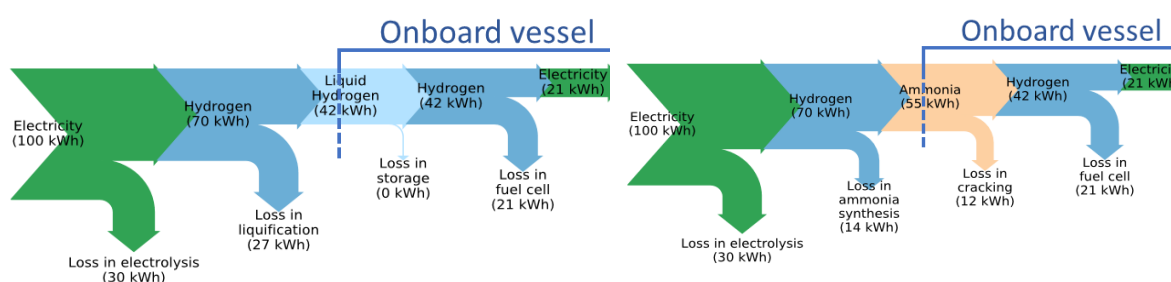 Onboard vessel
Electricity
(100 kWh)
Hydrogen
(70 kWh)
Liquid
Hydrogen
(42 kWh)
Hydrogen
(42 kWh)
Electricity
(21 kWh)
Loss in
storage
(0 kWh)
Loss in
fuel cell
(21 kWh)
Loss in
liquification
(27 kWh)
Loss in electrolysis
(30 kWh)
Onboard vessel
Electricity
(100 kWh)
Hydrogen
(70 kWh)
Ammonia
(55 kWh)
Hydrogen
(42 kWh)
Electrici
(21 kWh
Loss in
ammonia
synthesis
(14 kWh)
Loss in
cracking
(12 kWh)
Loss in
fuel cell
(21 kWh)
Loss in electrolysis
(30 kWh)